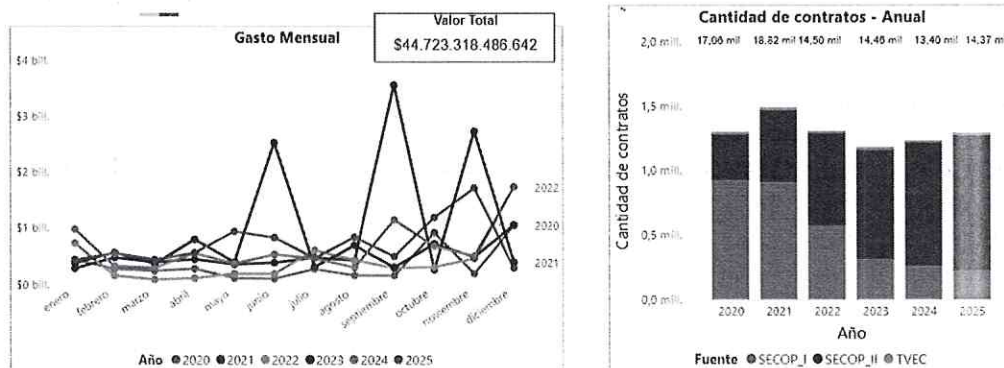 Gasto Mensual
Valor Total
$44.723.318.486.642
$4 bill.
$3 bill.
$2 bill.
$1 bill.
$0 bill.
enero
febrero
marzo
abril
mayo
junio
julio
agosto
septiembre
octubre
noviembre
diciembre
2022
2020
2021
Año 2020 2021 2022 2023 2024 2025
Cantidad de contratos - Anual
17,06 mil 18,82 mil 14,50 mil 14,46 mil 13,40 mil 14,37 m
Cantidad de contratos
2,0 mill.
1,5 mill.
1,0 mill.
0,5 mill.
0,0 mill.
2020 2021 2022 2023 2024 2025
Año
Fuente SECOP_I SECOP_II TVEC